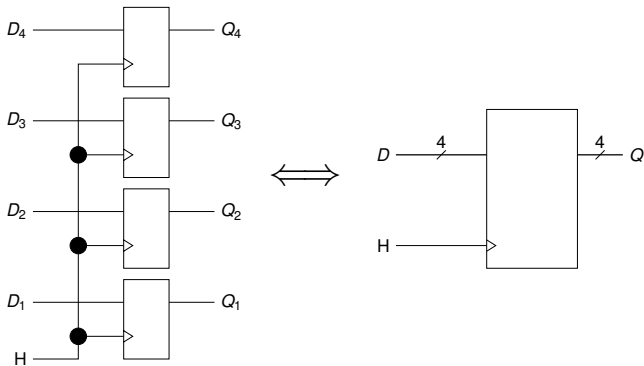 D₄ Q₄
D₃ Q₃
D₂ Q₂
D₁ Q₁
H
4 4
D Q
H